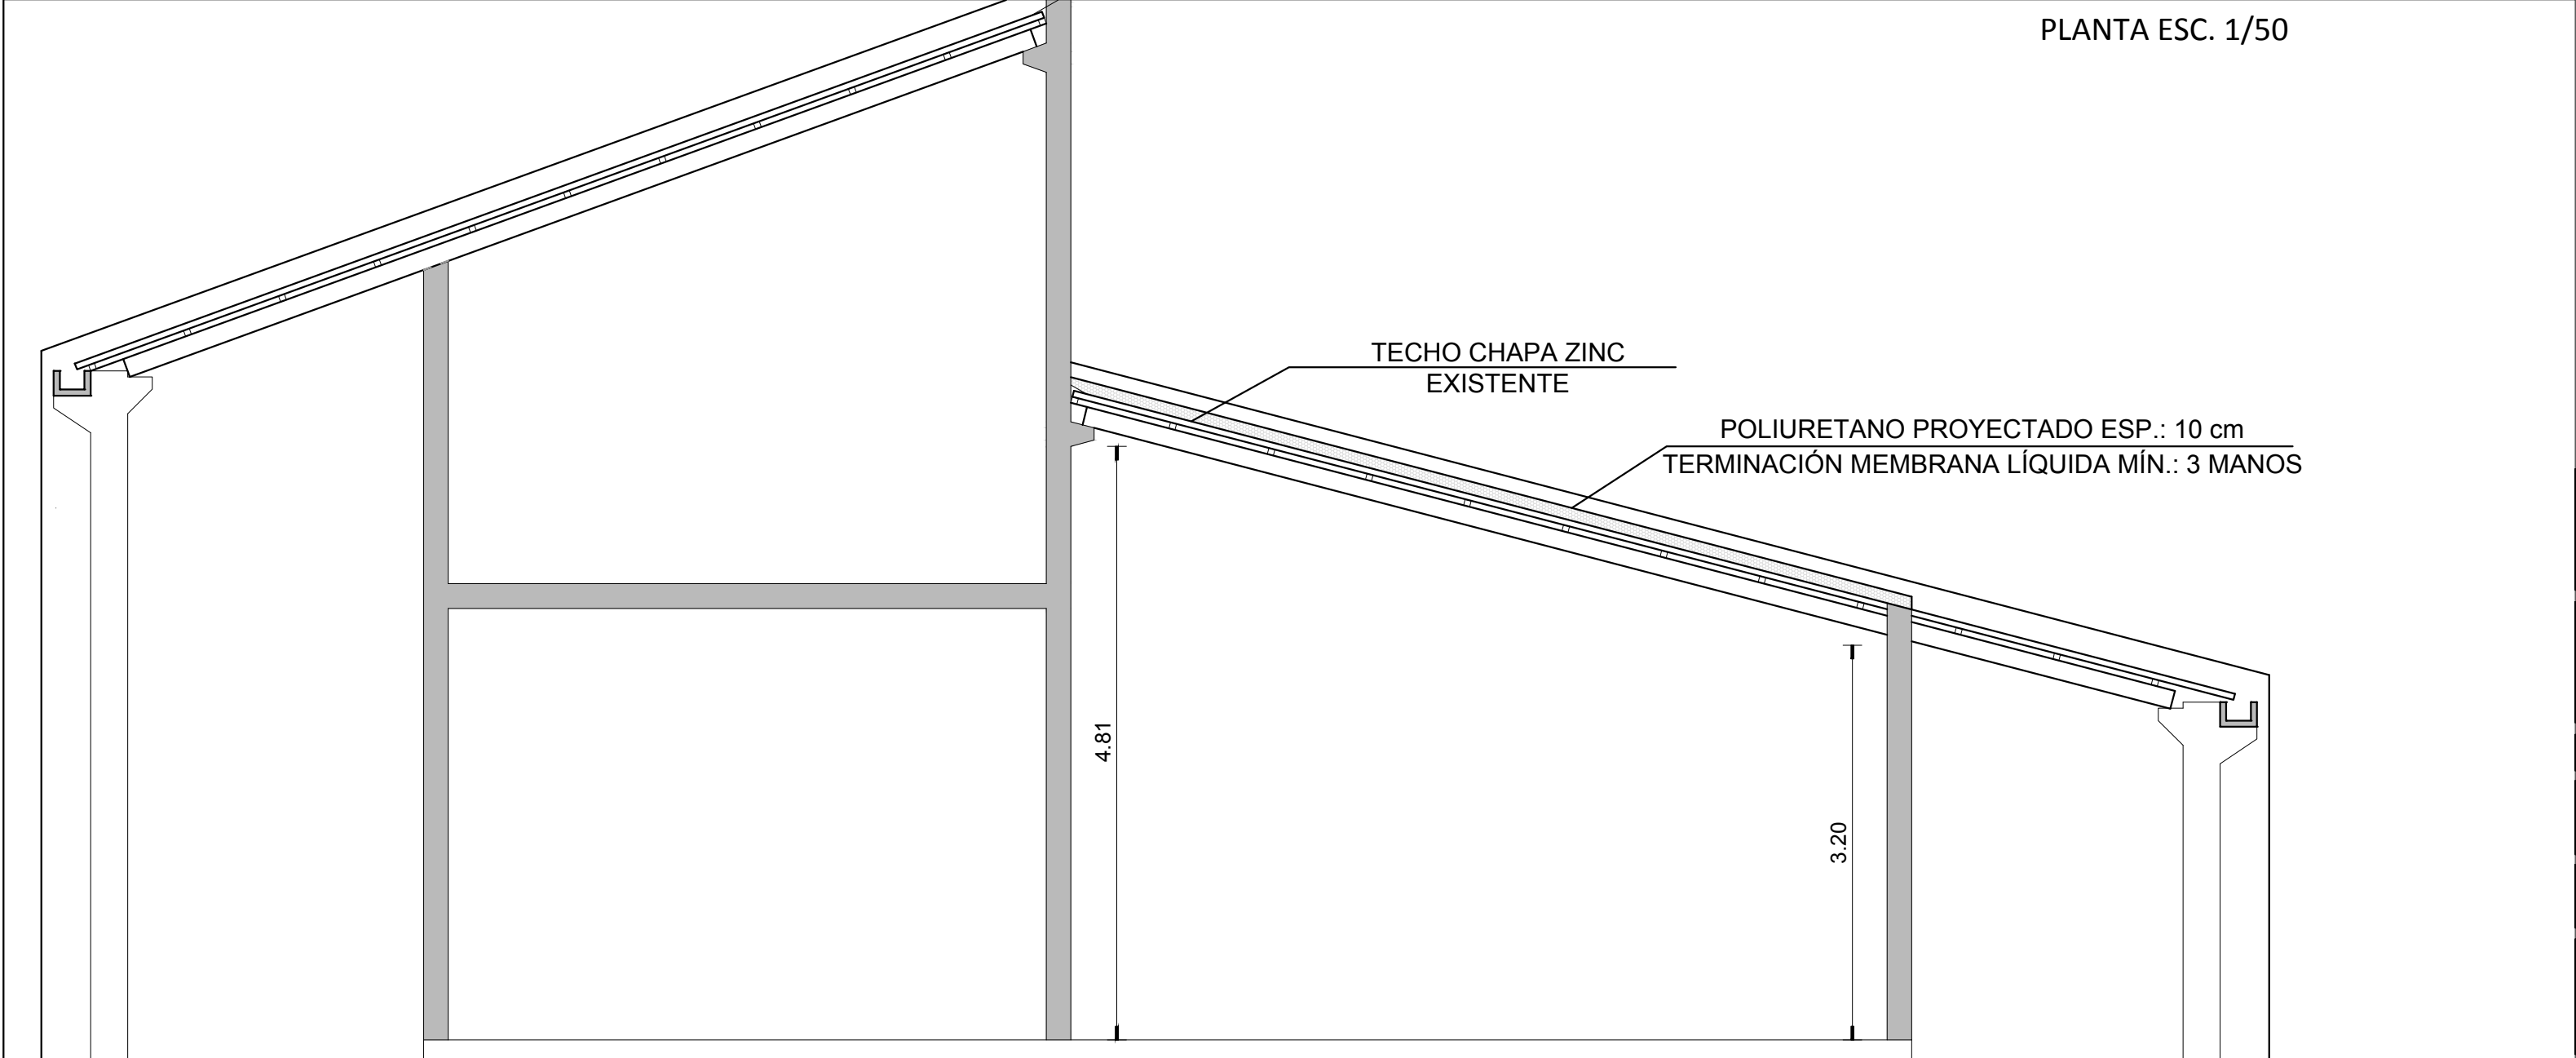 PLANTA ESC. 1/50
TECHO CHAPA ZINC
EXISTENTE
POLIURETANO PROYECTADO ESP.: 10 cm
TERMINACIÓN MEMBRANA LÍQUIDA MÍN.: 3 MANOS
4.81
3.20